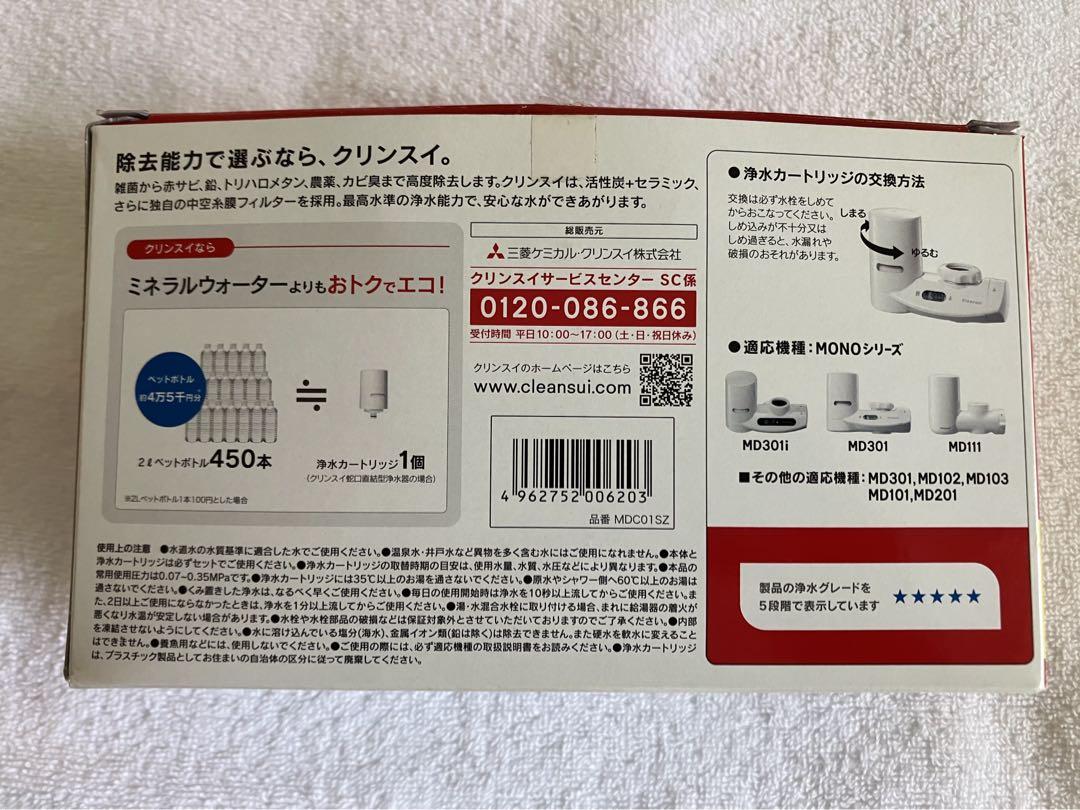 除去能力で選ぶなら、クリンスイ。
雑菌から赤サビ、鉛、トリハロメタン、農薬、カビ臭まで高度除去します。クリンスイは、活性炭+セラミック、
さらに独自の中空糸膜フィルターを採用。最高水準の浄水能力で、安心な水ができあがります。
クリンスイなら
ミネラルウォーターよりもおトクでエコ!
ペットボトル
約4万5千円分※
≒
2ℓペットボトル450本
浄水カートリッジ1個
(クリンスイ蛇口直結型浄水器の場合)
※2Lペットボトル1本100円とした場合
総販売元
三菱ケミカル・クリンスイ株式会社
クリンスイサービスセンター SC係
0120-086-866
受付時間 平日10:00〜17:00(土・日・祝日休み)
クリンスイのホームページはこちら
www.cleansui.com
4 962752 006203
品番 MDC01SZ
●浄水カートリッジの交換方法
交換は必ず水栓をしめて
からおこなってください。
しめ込みが不十分又は
しめ過ぎると、水漏れや
破損のおそれがあります。
しまる
ゆるむ
Cleansui
●適応機種:MONOシリーズ
MD301i
MD301
MD111
■その他の適応機種:MD301,MD102,MD103
MD101,MD201
製品の浄水グレードを
5段階で表示しています
★★★★★
使用上の注意 ●水道水の水質基準に適合した水でご使用ください。●温泉水・井戸水など異物を多く含む水にはご使用になれません。●本体と
浄水カートリッジは必ずセットでご使用ください。●浄水カートリッジの取替時期の目安は、使用水量、水質、水圧などにより異なります。●本品の
常用使用圧力は0.07〜0.35MPaです。●浄水カートリッジには35℃以上のお湯を通さないでください。●原水やシャワー側へ60℃以上のお湯は
通さないでください。●くみ置きした浄水は、なるべく早くご使用ください。●毎日の使用開始時は浄水を10秒以上流してからご使用ください。ま
た、2日以上ご使用にならなかったときは、浄水を1分以上流してからご使用ください。●湯・水混合水栓に取り付ける場合、まれに給湯器の着火が
悪くなり水温が安定しない場合があります。●水栓や水栓部品の破損などは保証対象外とさせていただいておりますのでご了承ください。●内部
を凍結させないようにしてください。●水に溶け込んでいる塩分(海水)、金属イオン類(鉛は除く)は除去できません。また硬水を軟水に変えること
はできません。●養魚用などには、使用しないでください。●ご使用の際には、必ず適応機種の取扱説明書をお読みください。●浄水カートリッジ
は、プラスチック製品としてお住まいの自治体の区分に従って廃棄してください。